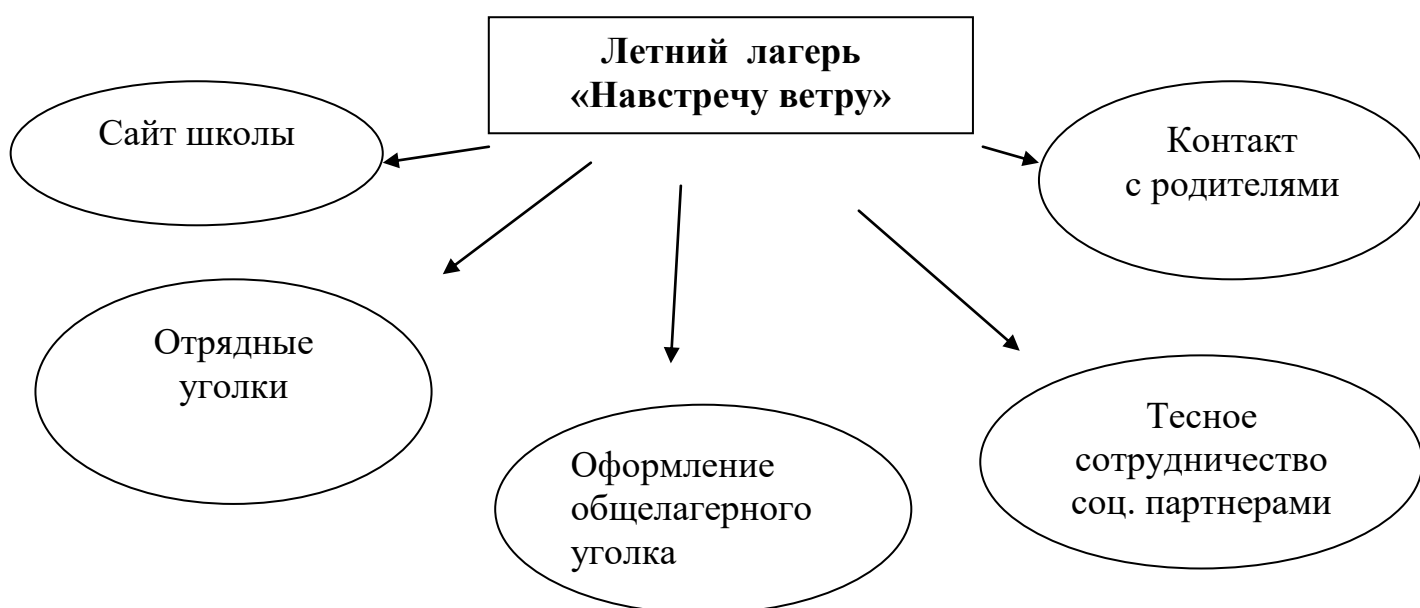 Летний лагерь
«Навстречу ветру»
Сайт школы
Контакт
с родителями
Отрядные
уголки
Тесное
сотрудничество
соц. партнерами
Оформление
общелагерного
уголка